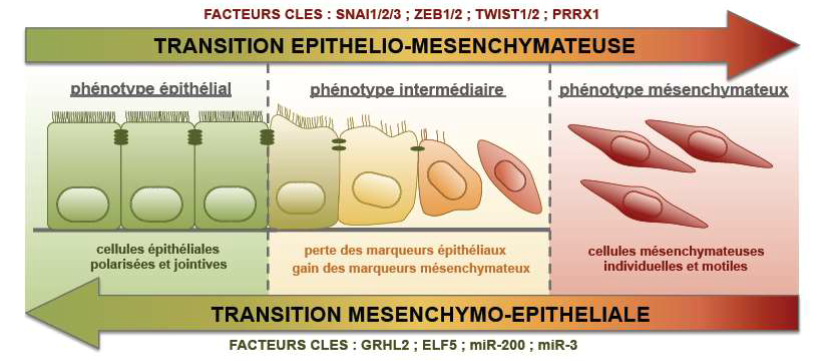 FACTEURS CLES : SNAI1/2/3 ; ZEB1/2 ; TWIST1/2 ; PRRX1
TRANSITION EPITHELIO-MESENCHYMATEUSE
phénotype épithélial
phénotype intermédiaire
phénotype mésenchymateux
cellules épithéliales
polarisées et jointives
perte des marqueurs épithéliaux
gain des marqueurs mésenchymateux
cellules mésenchymateuses
individuelles et motiles
TRANSITION MESENCHYMO-EPITHELIALE
FACTEURS CLES : GRHL2 ; ELF5 ; miR-200 ; miR-3